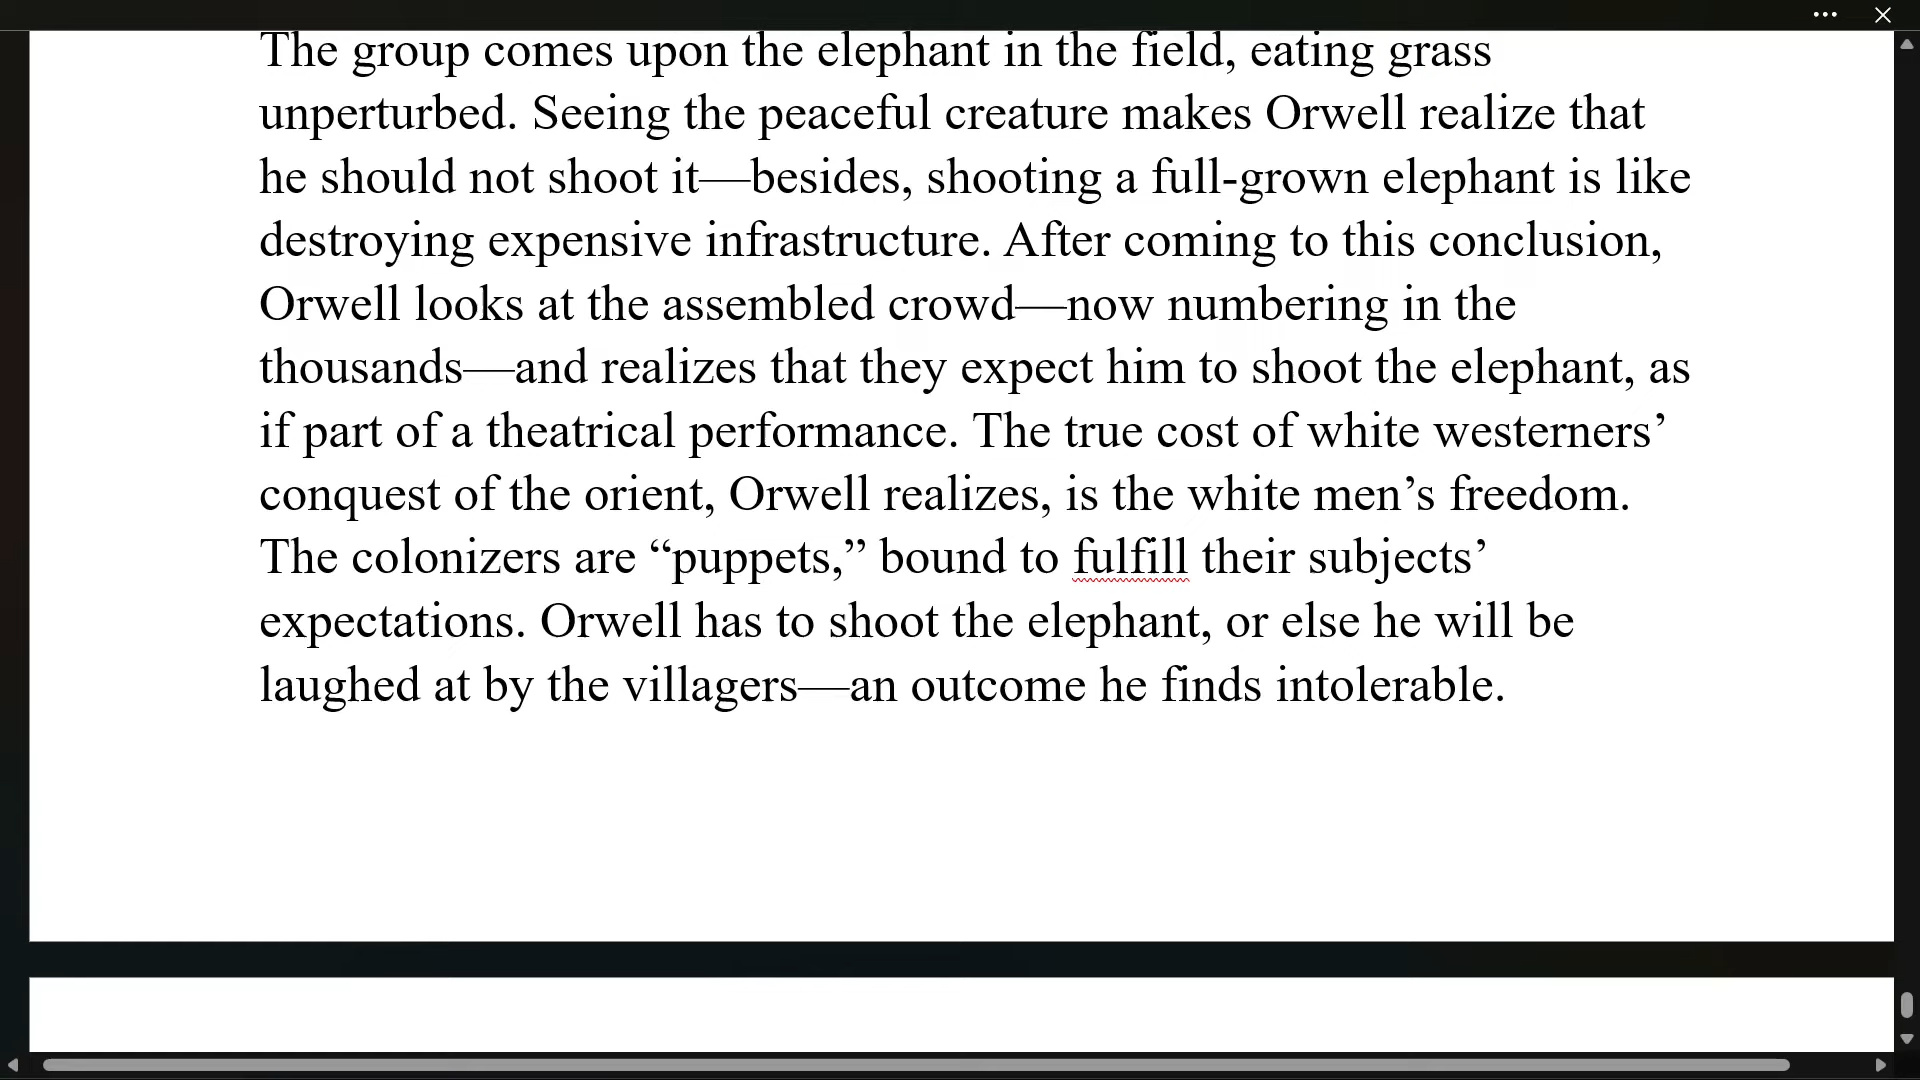 The group comes upon the elephant in the field, eating grass
unperturbed. Seeing the peaceful creature makes Orwell realize that
he should not shoot it—besides, shooting a full-grown elephant is like
destroying expensive infrastructure. After coming to this conclusion,
Orwell looks at the assembled crowd—now numbering in the
thousands—and realizes that they expect him to shoot the elephant, as
if part of a theatrical performance. The true cost of white westerners’
conquest of the orient, Orwell realizes, is the white men’s freedom.
The colonizers are “puppets,” bound to fulfill their subjects’
expectations. Orwell has to shoot the elephant, or else he will be
laughed at by the villagers—an outcome he finds intolerable.